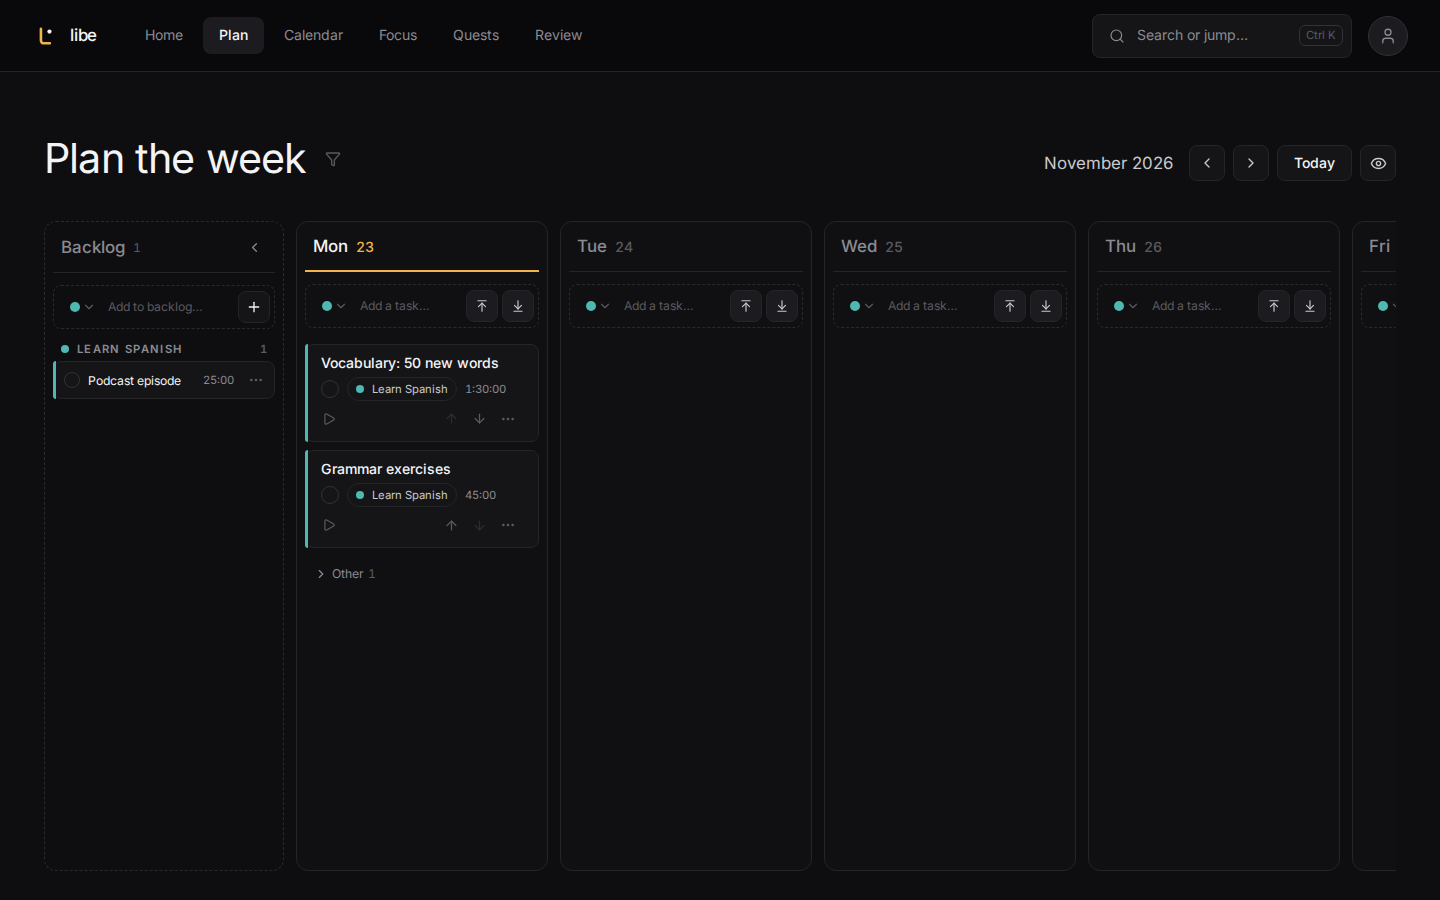 libe
Home
Plan
Calendar
Focus
Quests
Review
Search or jump...
Ctrl K
Plan the week
November 2026
Today
Backlog 1
Add to backlog...
LEARN SPANISH 1
Podcast episode 25:00
Mon 23
Add a task...
Vocabulary: 50 new words
Learn Spanish 1:30:00
Grammar exercises
Learn Spanish 45:00
Other 1
Tue 24
Add a task...
Wed 25
Add a task...
Thu 26
Add a task...
Fri